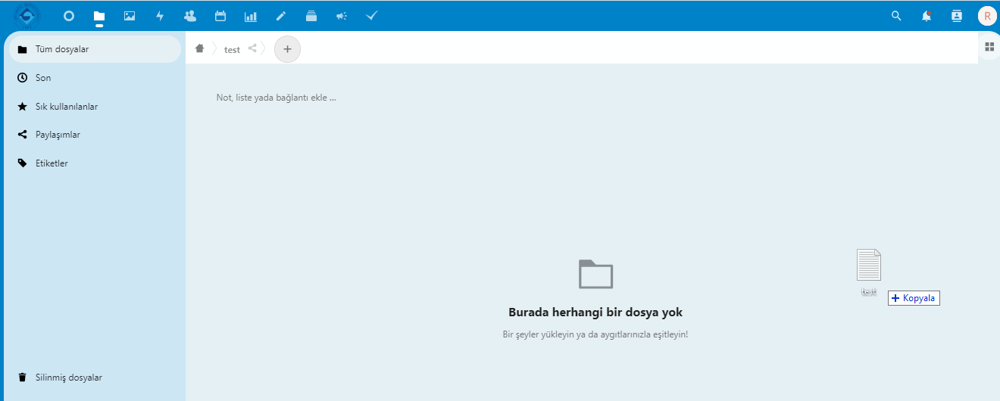 R
Tüm dosyalar
test
Son
Not, liste yada bağlantı ekle ...
Sık kullanılanlar
Paylaşımlar
Etiketler
test
Kopyala
Burada herhangi bir dosya yok
Bir şeyler yükleyin ya da aygıtlarınızla eşitleyin!
Silinmiş dosyalar